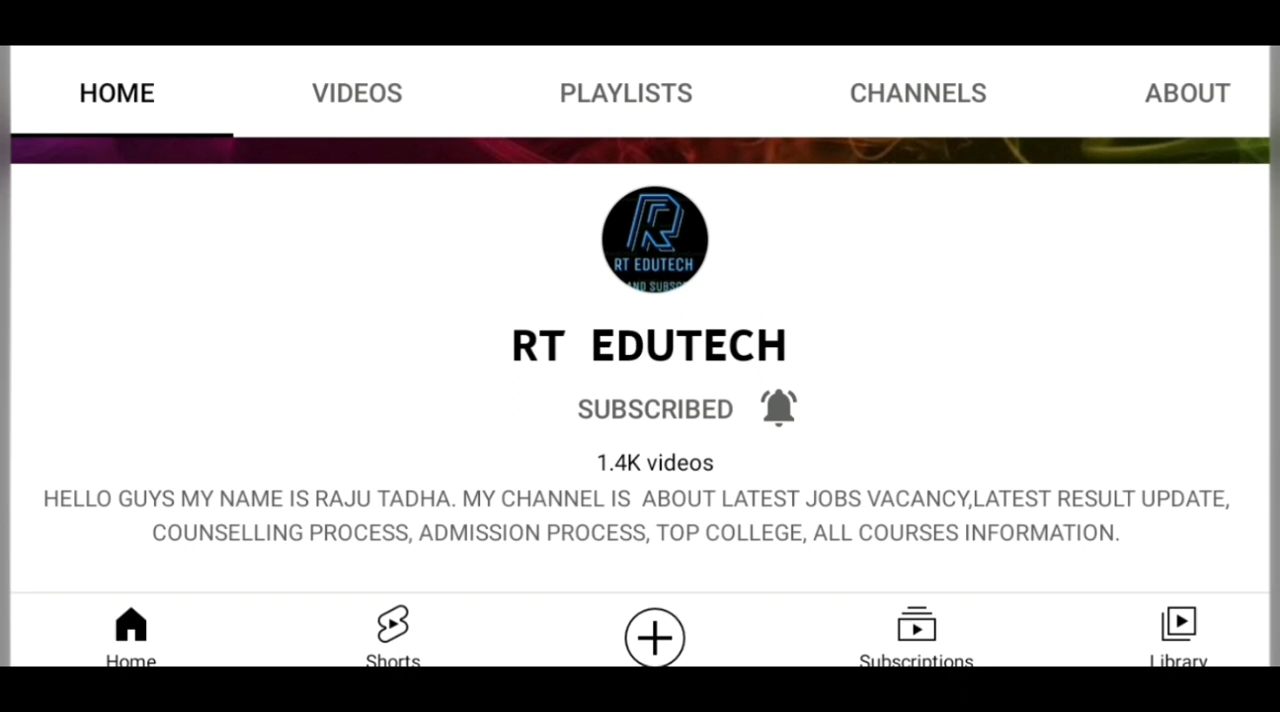 HOME VIDEOS PLAYLISTS CHANNELS ABOUT
RT EDUTECH
AND SUBSC
RT EDUTECH
SUBSCRIBED
1.4K videos
HELLO GUYS MY NAME IS RAJU TADHA. MY CHANNEL IS ABOUT LATEST JOBS VACANCY,LATEST RESULT UPDATE,
COUNSELLING PROCESS, ADMISSION PROCESS, TOP COLLEGE, ALL COURSES INFORMATION.
Home Shorts Subscriptions Library